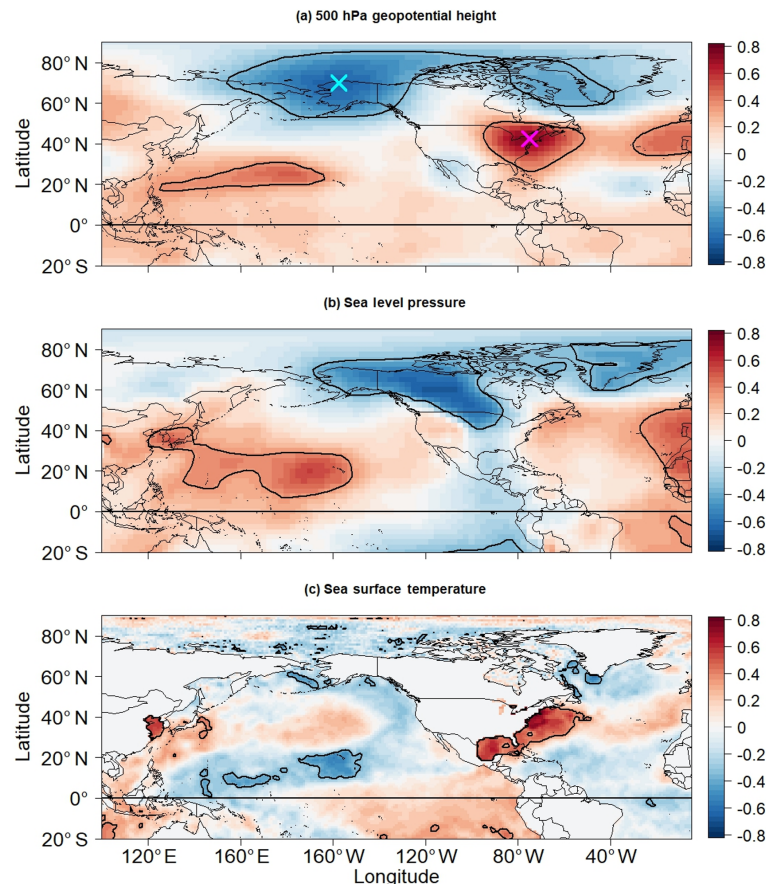 (a) 500 hPa geopotential height
80° N
60° N
40° N
20° N
0°
20° S
Latitude
0.8
0.6
0.4
0.2
0
-0.2
-0.4
-0.6
-0.8
(b) Sea level pressure
80° N
60° N
40° N
20° N
0°
20° S
Latitude
0.8
0.6
0.4
0.2
0
-0.2
-0.4
-0.6
-0.8
(c) Sea surface temperature
80° N
60° N
40° N
20° N
0°
20° S
Latitude
0.8
0.6
0.4
0.2
0
-0.2
-0.4
-0.6
-0.8
120° E 160° E 160° W 120° W 80° W 40° W
Longitude